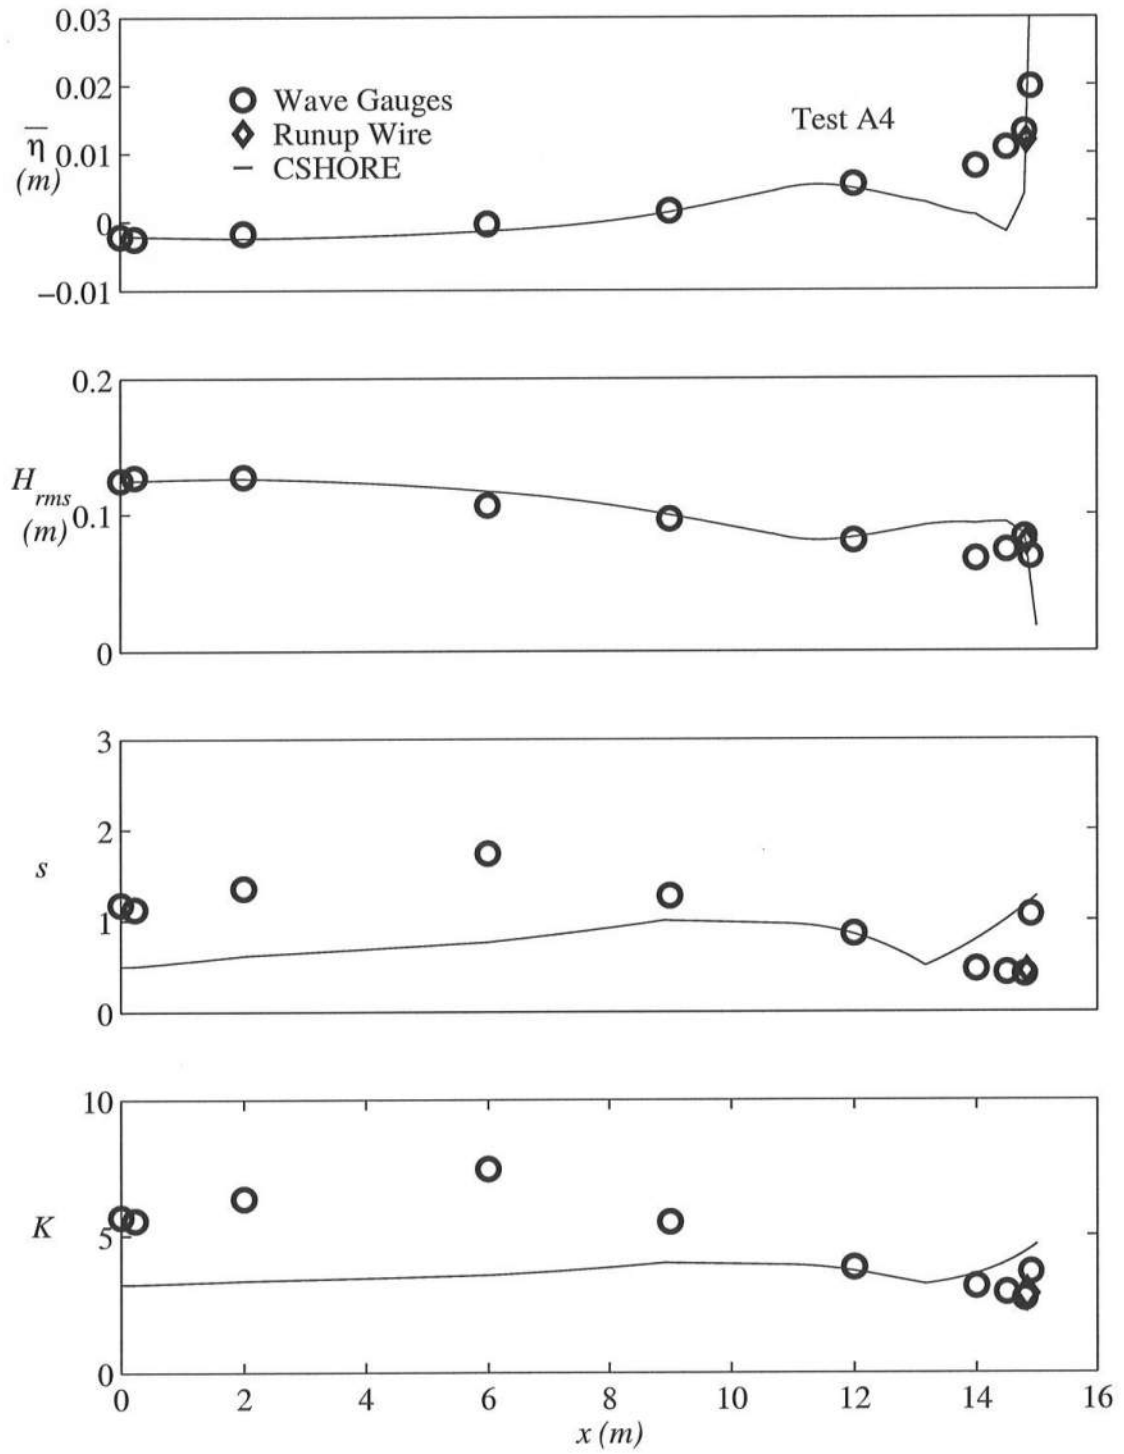 0.03
0.02
0.01
0
−0.01
η
(m)
Wave Gauges
Runup Wire
CSHORE
Test A4
0.2
0.1
0
H rms
(m)
3
2
1
0
s
10
5
0
K
0 2 4 6 8 10 12 14 16
x (m)